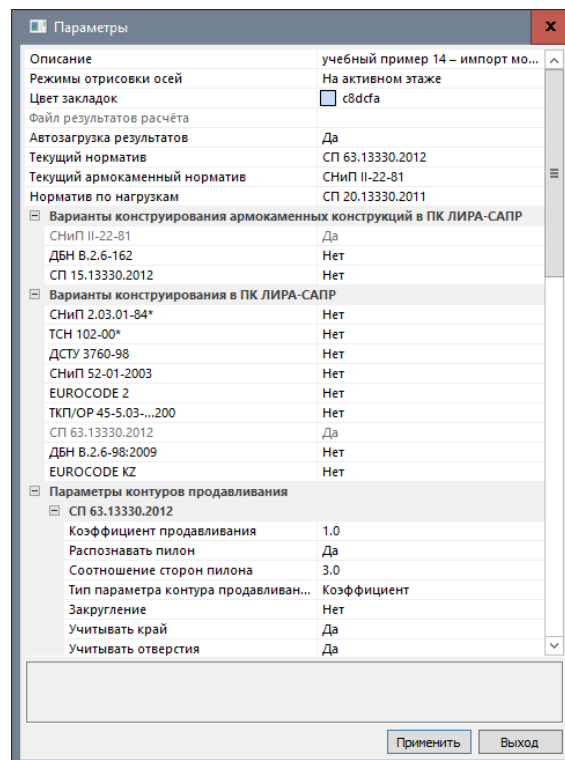 Параметры
Описание учебный пример 14 – импорт мо...
Режимы отрисовки осей На активном этаже
Цвет закладок c8dcfa
Файл результатов расчёта
Автозагрузка результатов Да
Текущий норматив СП 63.13330.2012
Текущий армокаменный норматив СНиП II-22-81
Норматив по нагрузкам СП 20.13330.2011
Варианты конструирования армокаменных конструкций в ПК ЛИРА-САПР
СНиП II-22-81 Да
ДБН В.2.6-162 Нет
СП 15.13330.2012 Нет
Варианты конструирования в ПК ЛИРА-САПР
СНиП 2.03.01-84* Нет
ТСН 102-00* Нет
ДСТУ 3760-98 Нет
СНиП 52-01-2003 Нет
EUROCODE 2 Нет
ТКП/ОР 45-5.03-...200 Нет
СП 63.13330.2012 Да
ДБН В.2.6-98:2009 Нет
EUROCODE KZ Нет
Параметры контуров продавливания
СП 63.13330.2012
Коэффициент продавливания 1.0
Распознавать пилон Да
Соотношение сторон пилона 3.0
Тип параметра контура продавливан... Коэффициент
Закругление Нет
Учитывать край Да
Учитывать отверстия Да
Применить Выход